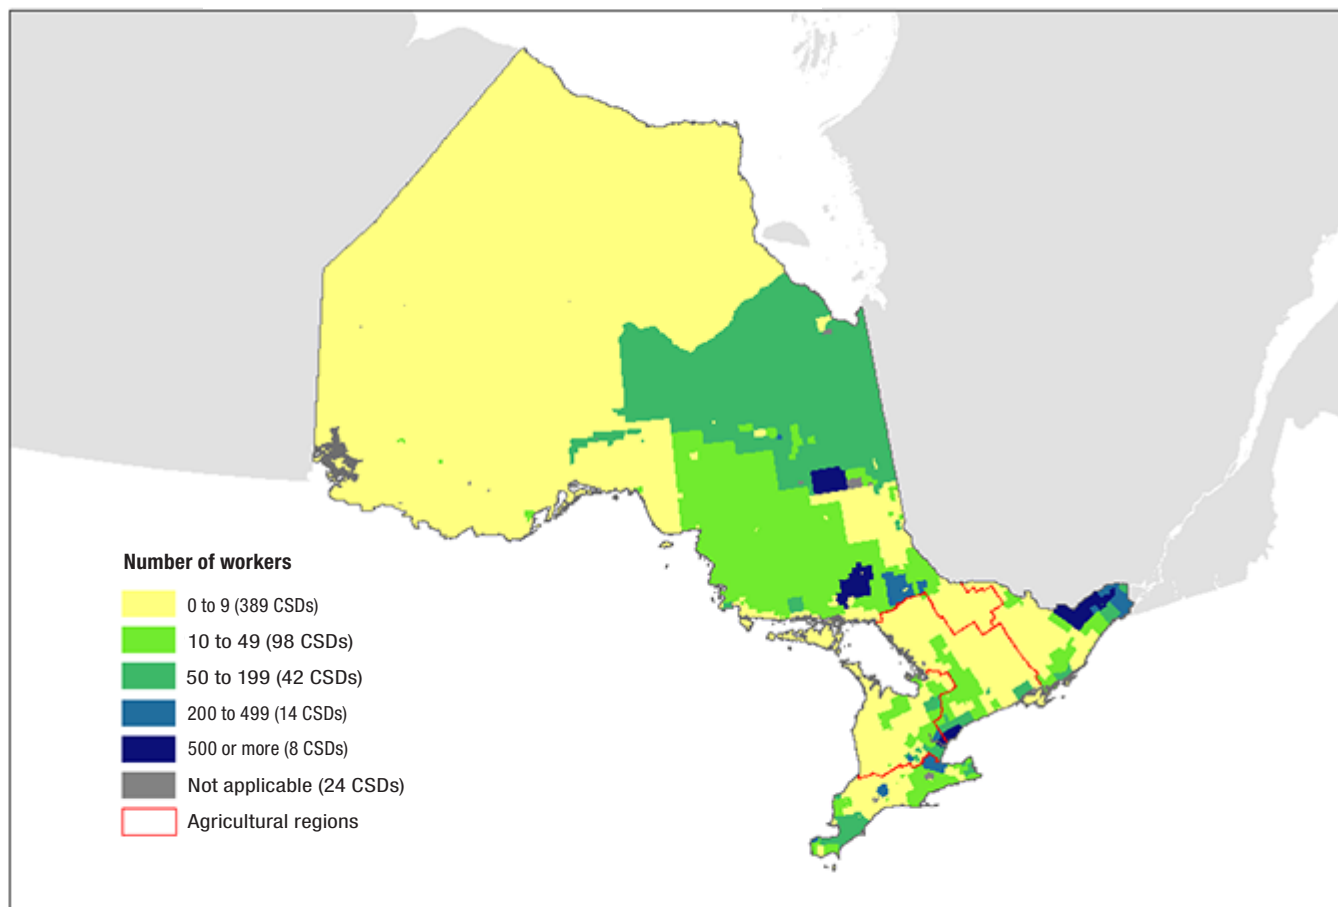 Number of workers
0 to 9 (389 CSDs)
10 to 49 (98 CSDs)
50 to 199 (42 CSDs)
200 to 499 (14 CSDs)
500 or more (8 CSDs)
Not applicable (24 CSDs)
Agricultural regions